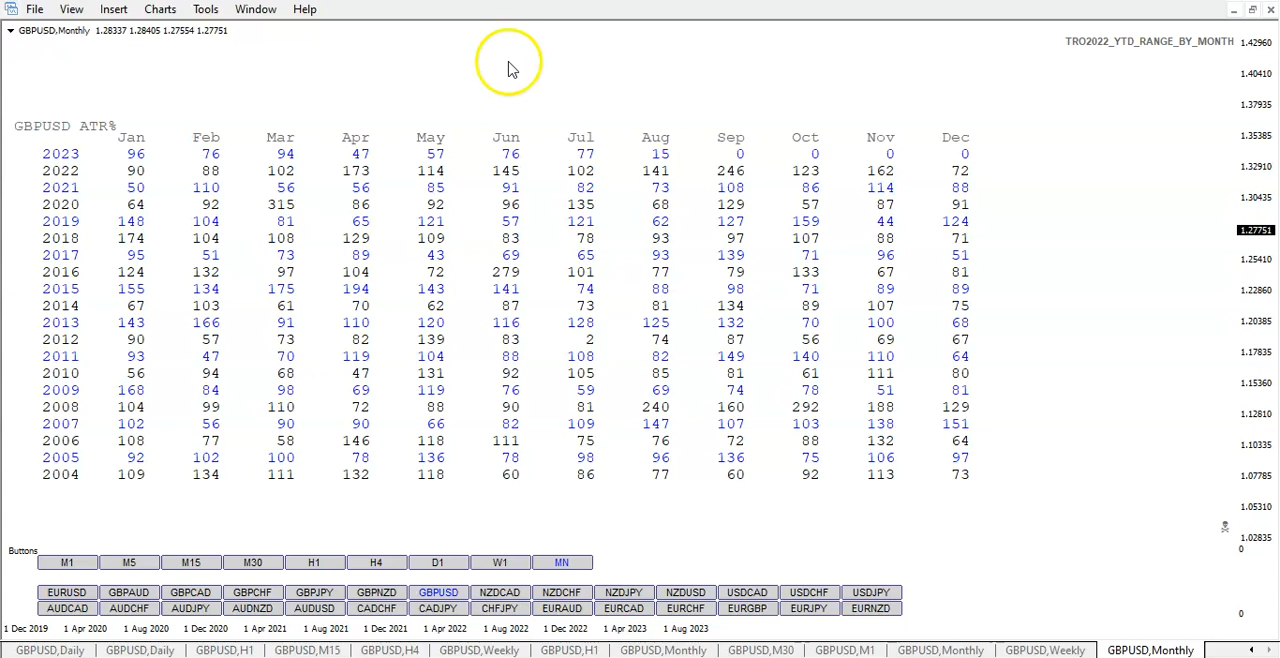 File View Insert Charts Tools Window Help
GBPUSD,Monthly 1.28337 1.28405 1.27554 1.27751
TRO2022_YTD_RANGE_BY_MONTH 1.42960
1.40410
1.37935
GBPUSD ATR%
1.35385
Jan Feb Mar Apr May Jun Jul Aug Sep Oct Nov Dec
2023 96 76 94 47 57 76 77 15 0 0 0 0
1.32910
2022 90 88 102 173 114 145 102 141 246 123 162 72
2021 50 110 56 56 85 91 82 73 108 86 114 88
1.30435
2020 64 92 315 86 92 96 135 68 129 57 87 91
2019 148 104 81 65 121 57 121 62 127 159 44 124
1.27751
2018 174 104 108 129 109 83 78 93 97 107 88 71
2017 95 51 73 89 43 69 65 93 139 71 96 51
1.25410
2016 124 132 97 104 72 279 101 77 79 133 67 81
2015 155 134 175 194 143 141 74 88 98 71 89 89
1.22860
2014 67 103 61 70 62 87 73 81 134 89 107 75
2013 143 166 91 110 120 116 128 125 132 70 100 68
1.20385
2012 90 57 73 82 139 83 2 74 87 56 69 67
1.17835
2011 93 47 70 119 104 88 108 82 149 140 110 64
2010 56 94 68 47 131 92 105 85 81 61 111 80
1.15360
2009 168 84 98 69 119 76 59 69 74 78 51 81
2008 104 99 110 72 88 90 81 240 160 292 188 129
1.12810
2007 102 56 90 90 66 82 109 147 107 103 138 151
2006 108 77 58 146 118 111 75 76 72 88 132 64
1.10335
2005 92 102 100 78 136 78 98 96 136 75 106 97
2004 109 134 111 132 118 60 86 77 60 92 113 73
1.07785
1.05310
1.02835
Buttons
0
M1 M5 M15 M30 H1 H4 D1 W1 MN
EURUSD GBPAUD GBPCAD GBPCHF GBPJPY GBPNZD GBPUSD NZDCAD NZDCHF NZDJPY NZDUSD USDCAD USDCHF USDJPY
AUDCAD AUDCHF AUDJPY AUDNZD AUDUSD CADCHF CADJPY CHFJPY EURAUD EURCAD EURCHF EURGBP EURJPY EURNZD
0
1 Dec 2019 1 Apr 2020 1 Aug 2020 1 Dec 2020 1 Apr 2021 1 Aug 2021 1 Dec 2021 1 Apr 2022 1 Aug 2022 1 Dec 2022 1 Apr 2023 1 Aug 2023
GBPUSD,Daily GBPUSD,Daily GBPUSD,H1 GBPUSD,M15 GBPUSD,H4 GBPUSD,Weekly GBPUSD,H1 GBPUSD,Monthly GBPUSD,M30 GBPUSD,M1 GBPUSD,Monthly GBPUSD,Weekly GBPUSD,Monthly